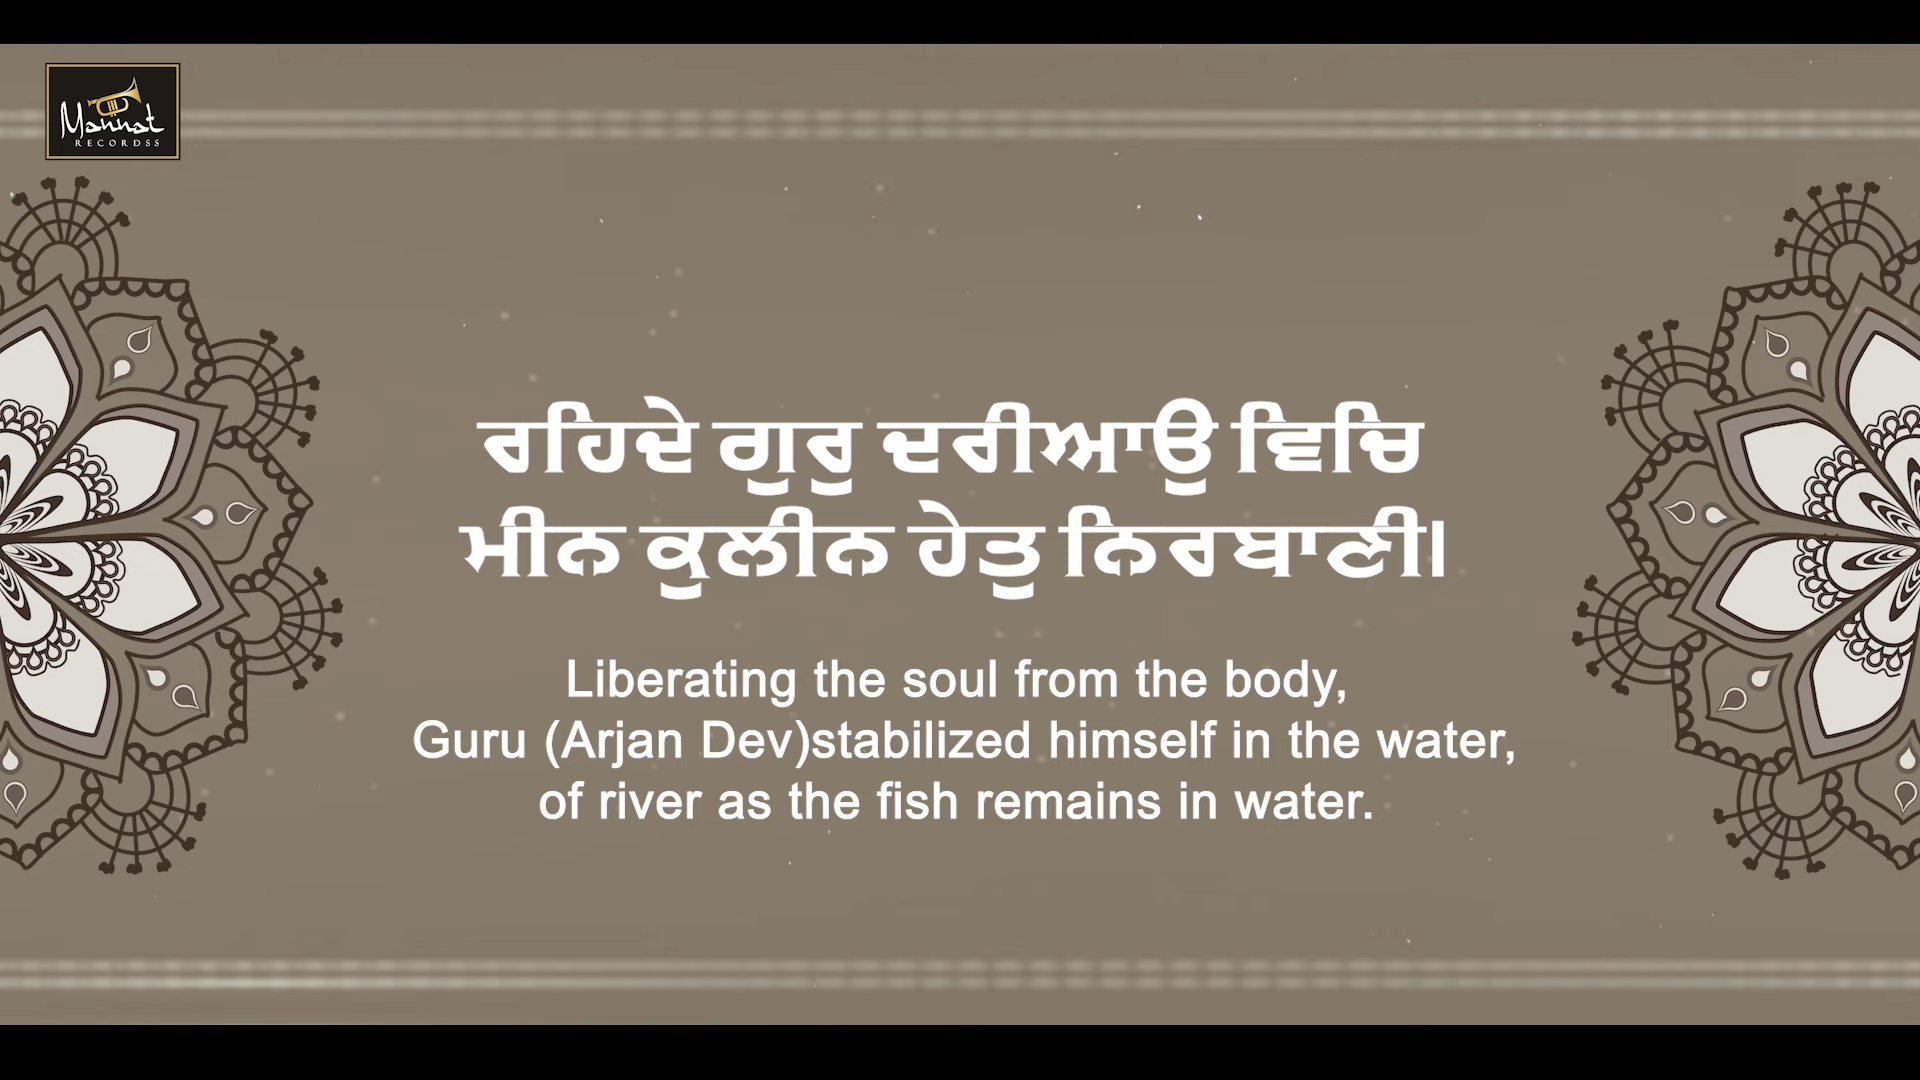 Mannat
RECORDSS
ਰਹਿਦੇ ਗੁਰੁ ਦਰੀਆਉ ਵਿਚਿ
ਮੀਨ ਕੁਲੀਨ ਹੇਤੁ ਨਿਰਬਾਣੀ।
Liberating the soul from the body,
Guru (Arjan Dev)stabilized himself in the water,
of river as the fish remains in water.